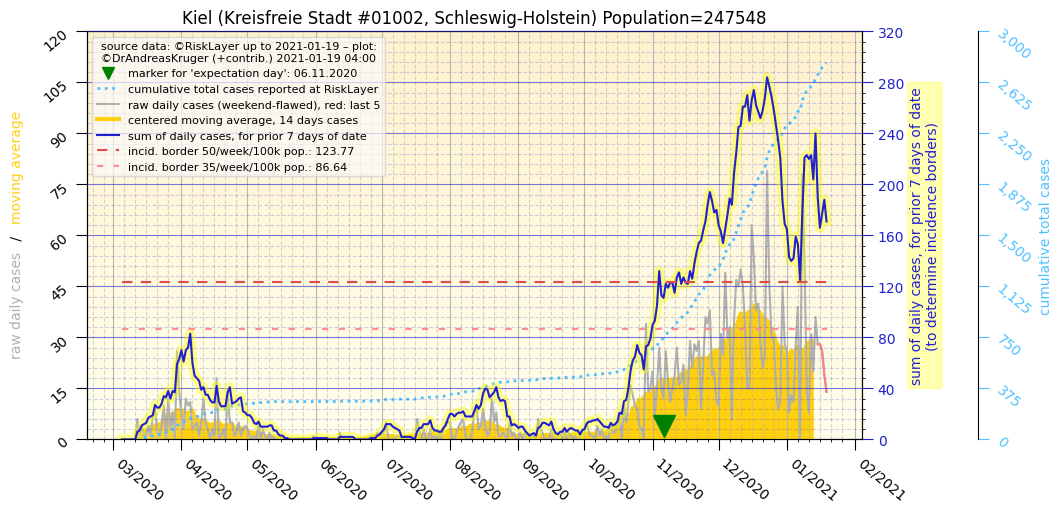 Kiel (Kreisfreie Stadt #01002, Schleswig-Holstein) Population=247548
source data: ©RiskLayer up to 2021-01-19 – plot:
©DrAndreasKruger (+contrib.) 2021-01-19 04:00
marker for 'expectation day': 06.11.2020
cumulative total cases reported at RiskLayer
raw daily cases (weekend-flawed), red: last 5
centered moving average, 14 days cases
sum of daily cases, for prior 7 days of date
incid. border 50/week/100k pop.: 123.77
incid. border 35/week/100k pop.: 86.64
raw daily cases / moving average
120
105
90
75
60
45
30
15
0
03/2020
04/2020
05/2020
06/2020
07/2020
08/2020
09/2020
10/2020
11/2020
12/2020
01/2021
02/2021
320
280
240
200
160
120
80
40
0
sum of daily cases, for prior 7 days of date
(to determine incidence borders)
3,000
2,625
2,250
1,875
1,500
1,125
750
375
0
cumulative total cases